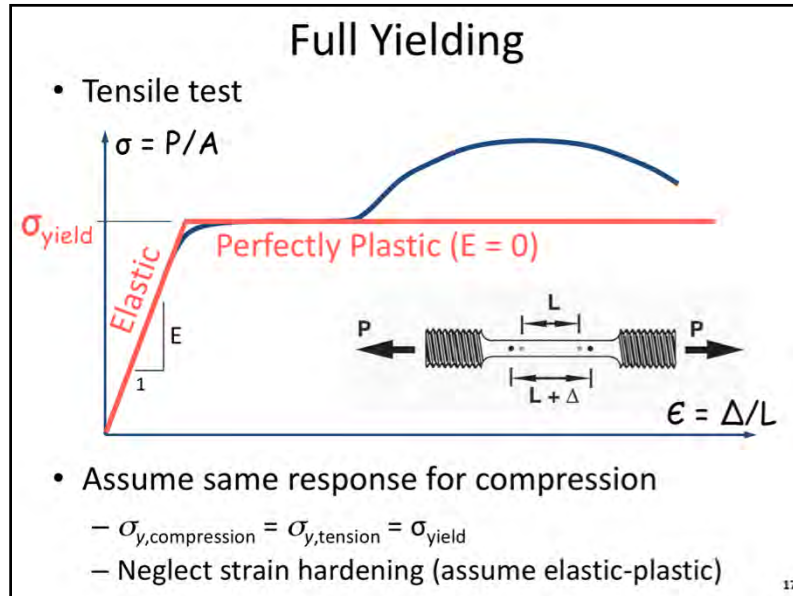 Full Yielding
• Tensile test
σ = P/A
σyield
Elastic
Perfectly Plastic (E = 0)
E
1
L
P
P
L + Δ
ϵ = Δ/L
• Assume same response for compression
– σy,compression = σy,tension = σyield
– Neglect strain hardening (assume elastic-plastic)
17